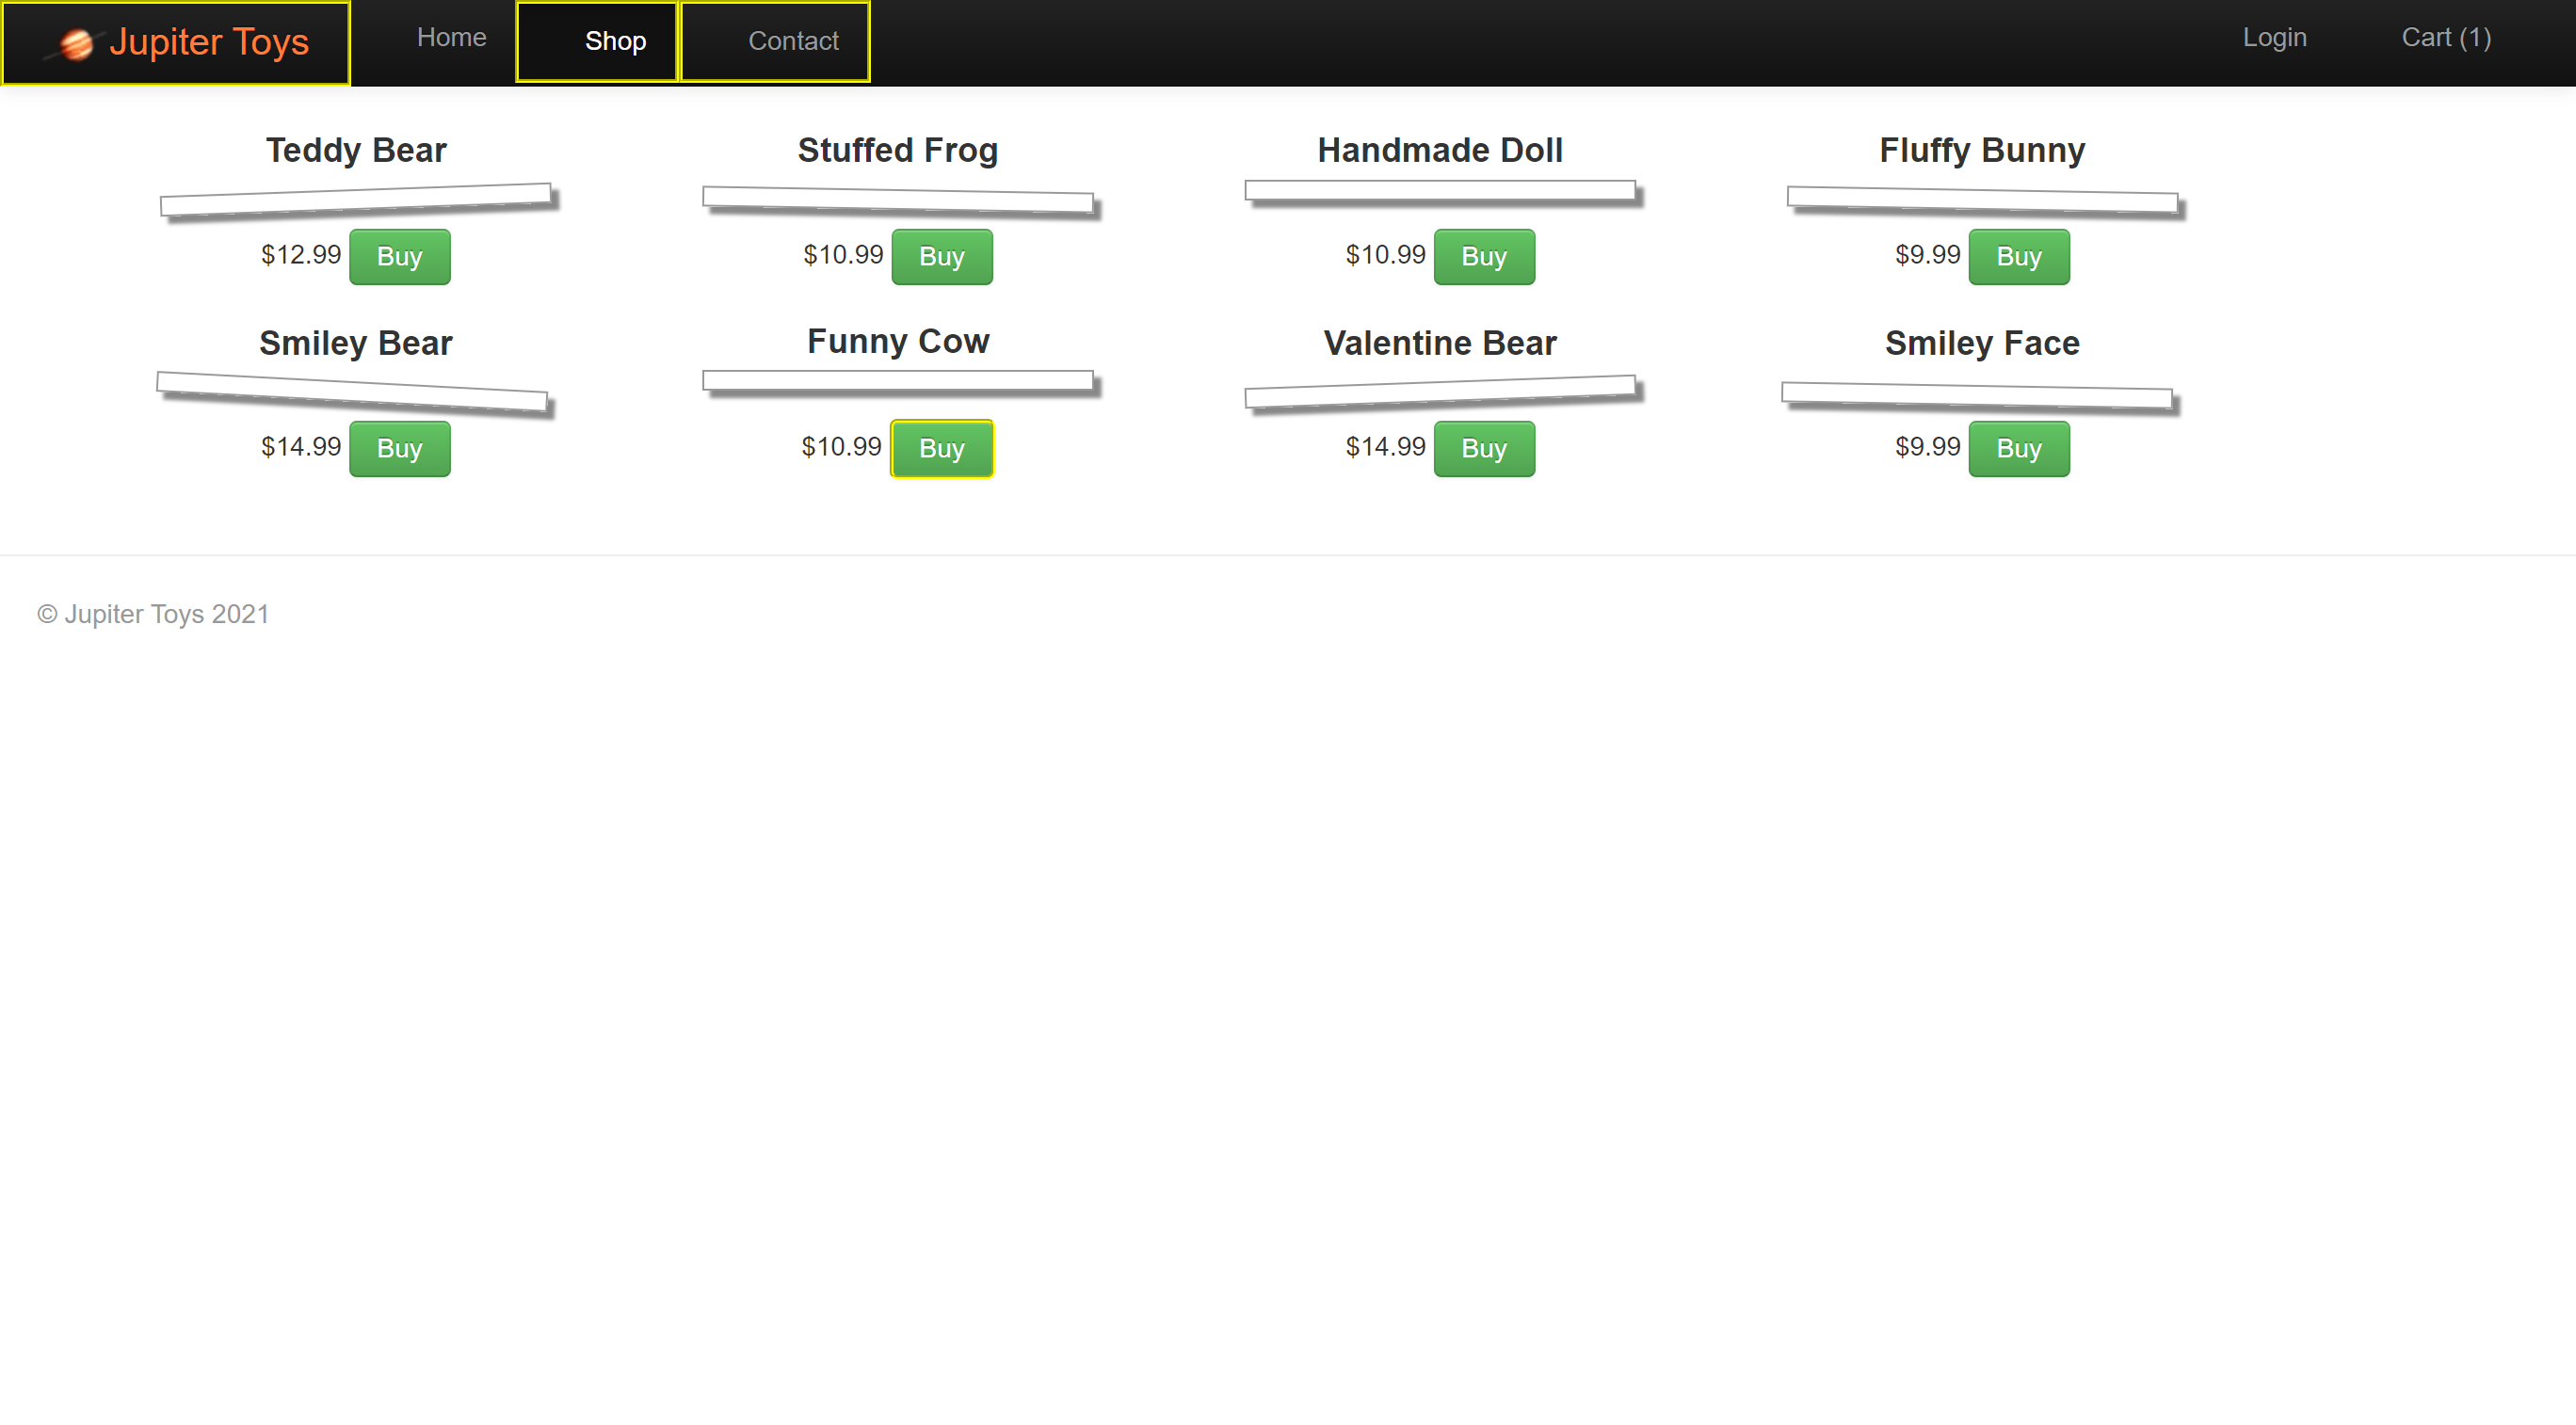 Jupiter Toys Home Shop Contact Login Cart (1)
Teddy Bear Stuffed Frog Handmade Doll Fluffy Bunny
$12.99 Buy $10.99 Buy $10.99 Buy $9.99 Buy
Smiley Bear Funny Cow Valentine Bear Smiley Face
$14.99 Buy $10.99 Buy $14.99 Buy $9.99 Buy
© Jupiter Toys 2021